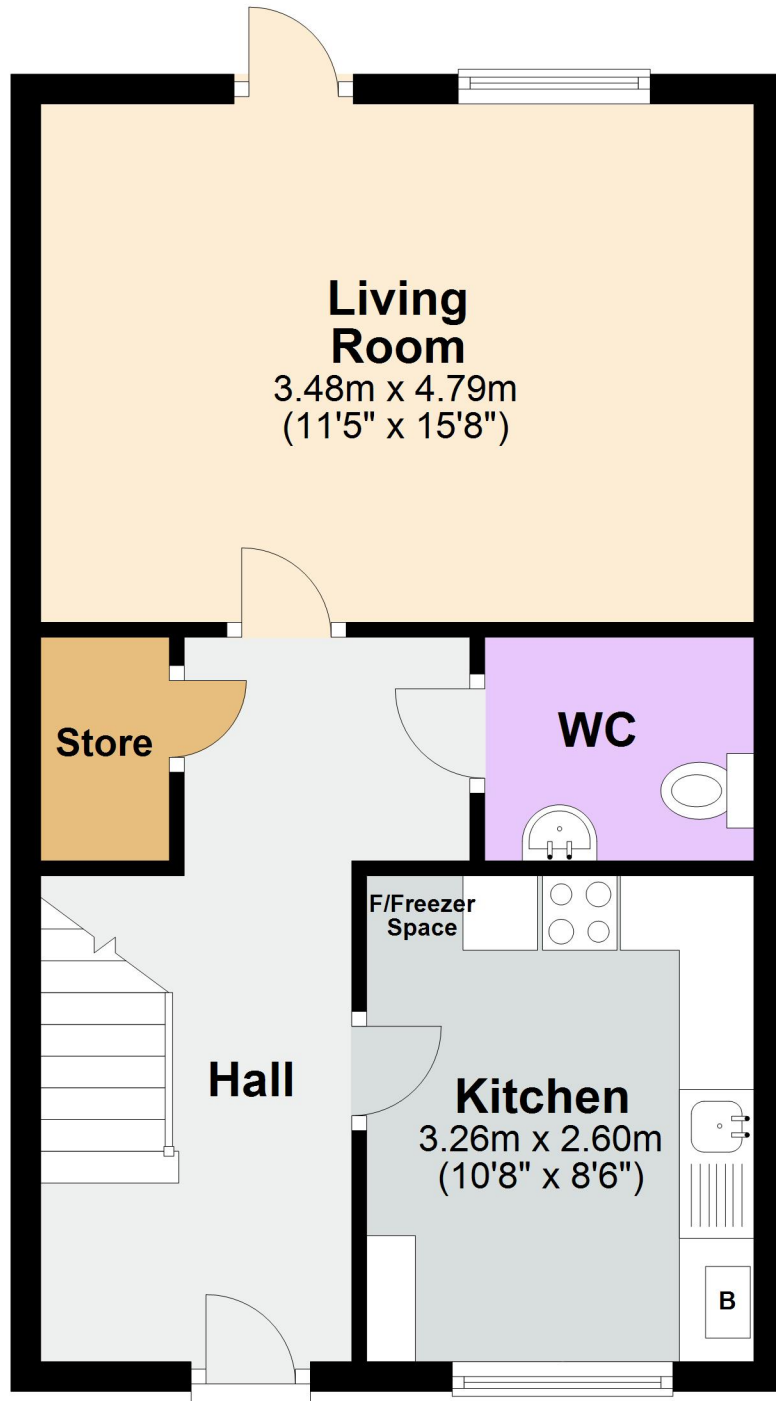 Living
Room
3.48m x 4.79m
(11'5" x 15'8")
Store
WC
F/Freezer
Space
Hall
Kitchen
3.26m x 2.60m
(10'8" x 8'6")
B